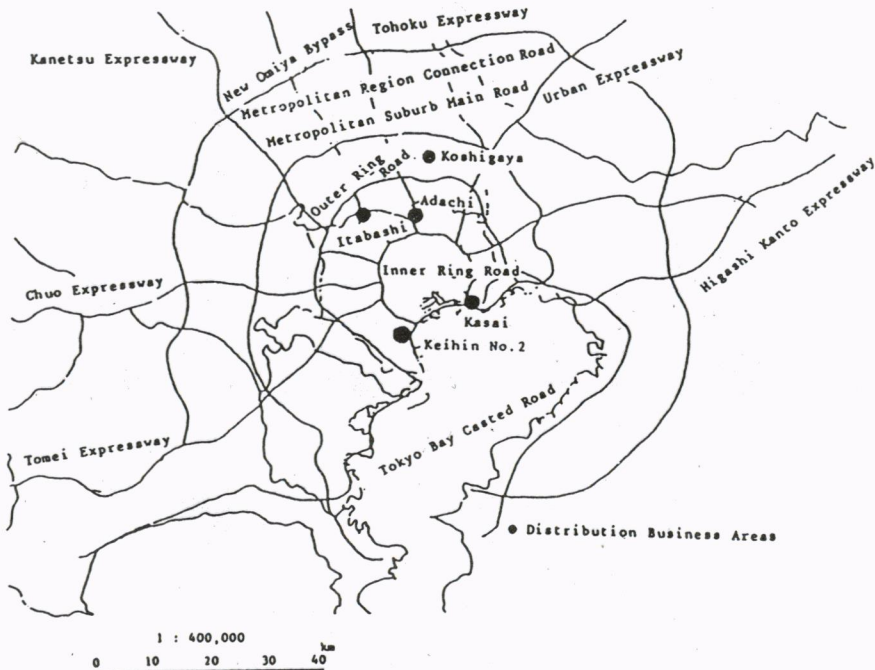 Tohoku Expressway
Kanetsu Expressway
New Omiya Bypass
Metropolitan Region Connection Road
Urban Expressway
Metropolitan Suburb Main Road
Koshigaya
Outer Ring Road
Adachi
Itabashi
Higashi Kanto Expressway
Inner Ring Road
Chuo Expressway
Kasai
Keihin No.2
Tokyo Bay Casted Road
Tomei Expressway
Distribution Business Areas
1 : 400,000
km
0 10 20 30 40